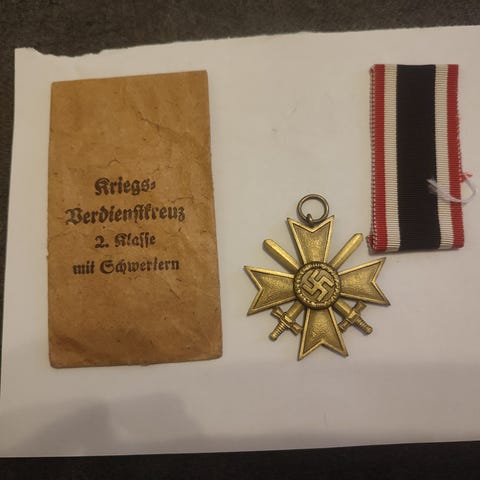 Kriegs-
Verdienstkreuz
2. Klasse
mit Schwertern